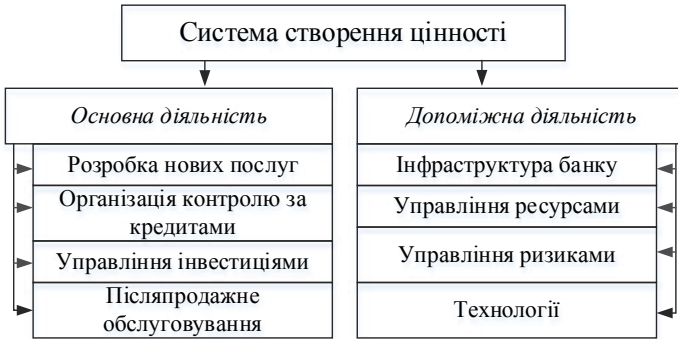 Система створення цінності
Основна діяльність
Розробка нових послуг
Організація контролю за
кредитами
Управління інвестиціями
Післяпродажне
обслуговування
Допоміжна діяльність
Інфраструктура банку
Управління ресурсами
Управління ризиками
Технології